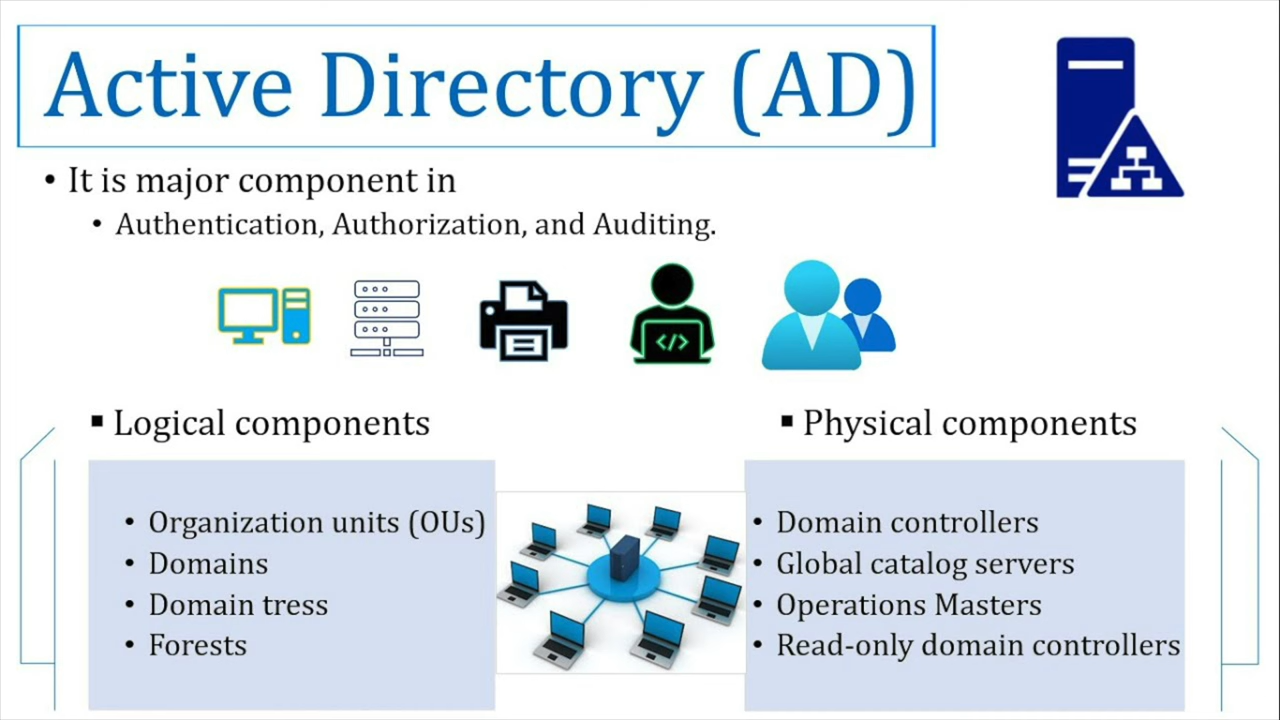 Active Directory (AD)
• It is major component in
• Authentication, Authorization, and Auditing.
</>
▪ Logical components
• Organization units (OUs)
• Domains
• Domain tress
• Forests
▪ Physical components
• Domain controllers
• Global catalog servers
• Operations Masters
• Read-only domain controllers